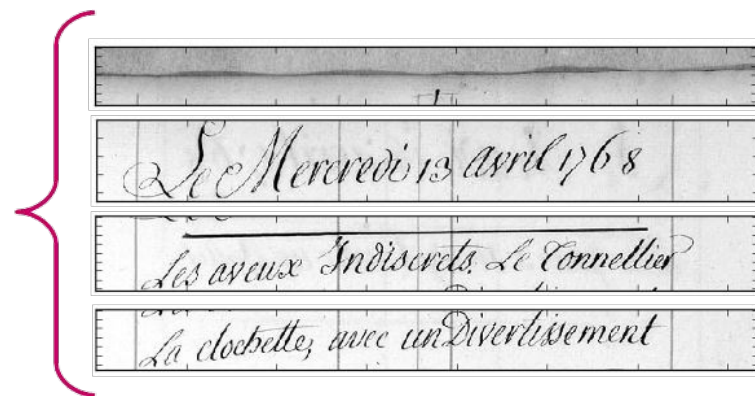 Le Mercredi 13 avril 1768
Les aveux Indiscrets. Le Tonnellier
La clochette, avec un Divertissement